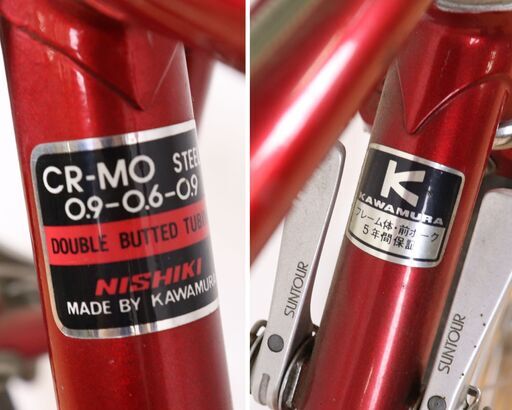 CR-MO STEEL
0.9-0.6-0.9
DOUBLE BUTTED
NISHIKI
MADE BY KAWAMURA
K
KAWAMURA
フレーム体・前ホーク
5年間保証
SUNTOUR
SUNTOUR